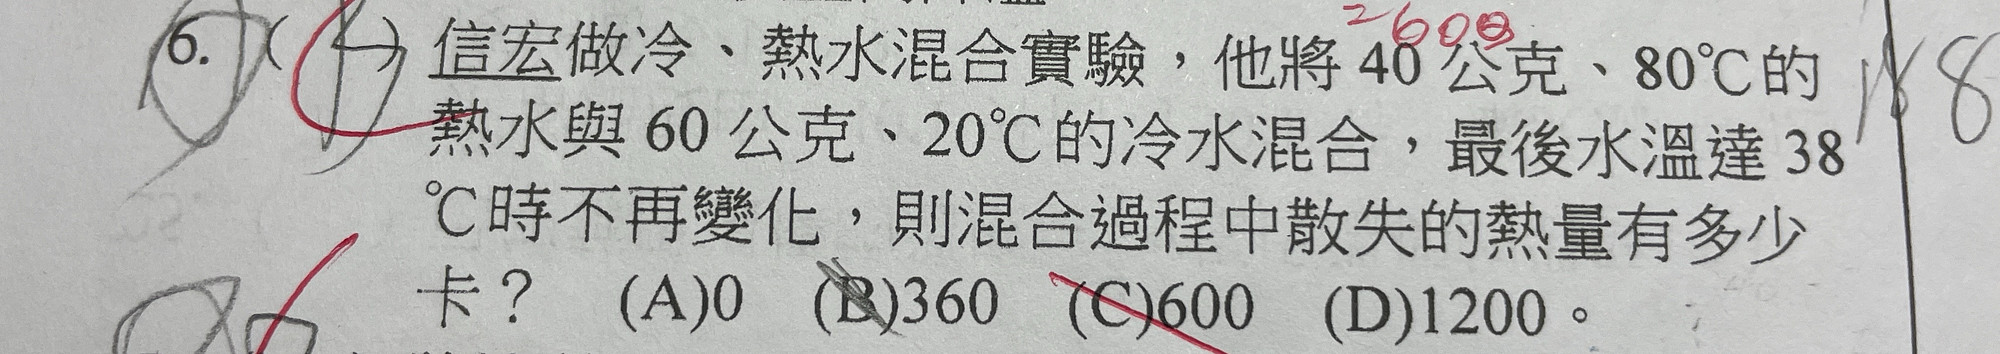 2600
6. ( ) 信宏做冷、熱水混合實驗，他將 40 公克、80℃的
熱水與 60 公克、20℃的冷水混合，最後水溫達 38
℃時不再變化，則混合過程中散失的熱量有多少
卡？ (A)0 (B)360 (C)600 (D)1200。